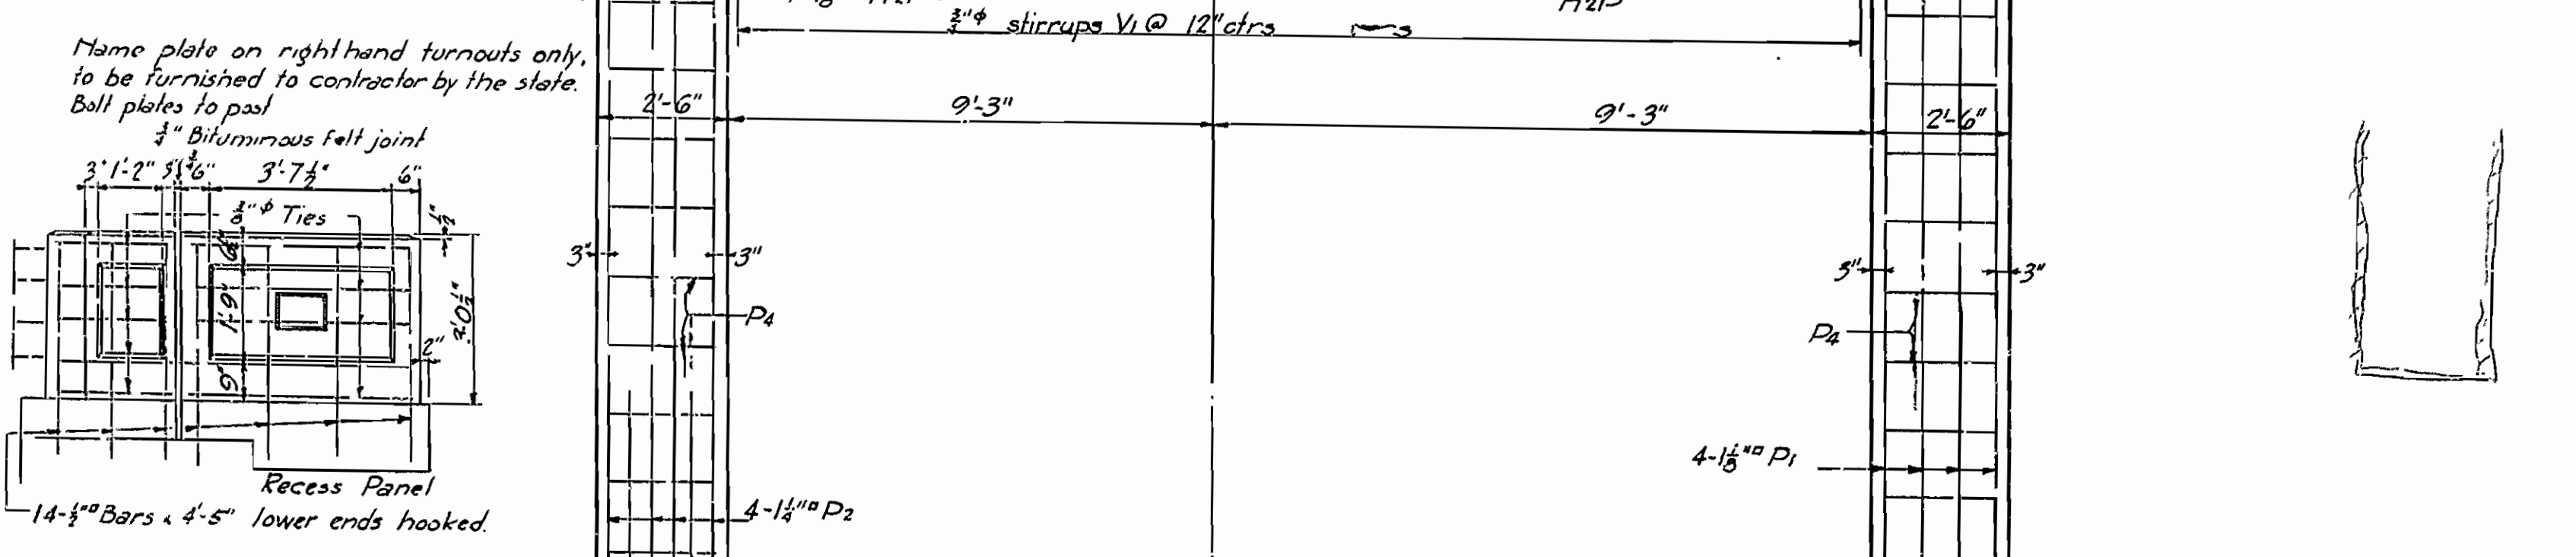 3/4"φ stirrups V1 @ 12" ctrs
Name plate on right hand turnouts only,
to be furnished to contractor by the state.
Bolt plates to post
3/4" Bituminous felt joint
3" 1'-2" 6" 3'-7 1/2" 6"
3/8"φ Ties
1/2"
6 1/2"
1'-9"
9"
3'-0 1/2"
2"
Recess Panel
14-1/2"□ Bars x 4'-5" lower ends hooked.
2'-6" 9'-3" 9'-3" 2'-6"
3" 3" 3" 3"
P4
P4
4-1 1/8"□ P1
4-1 1/4"□ P2